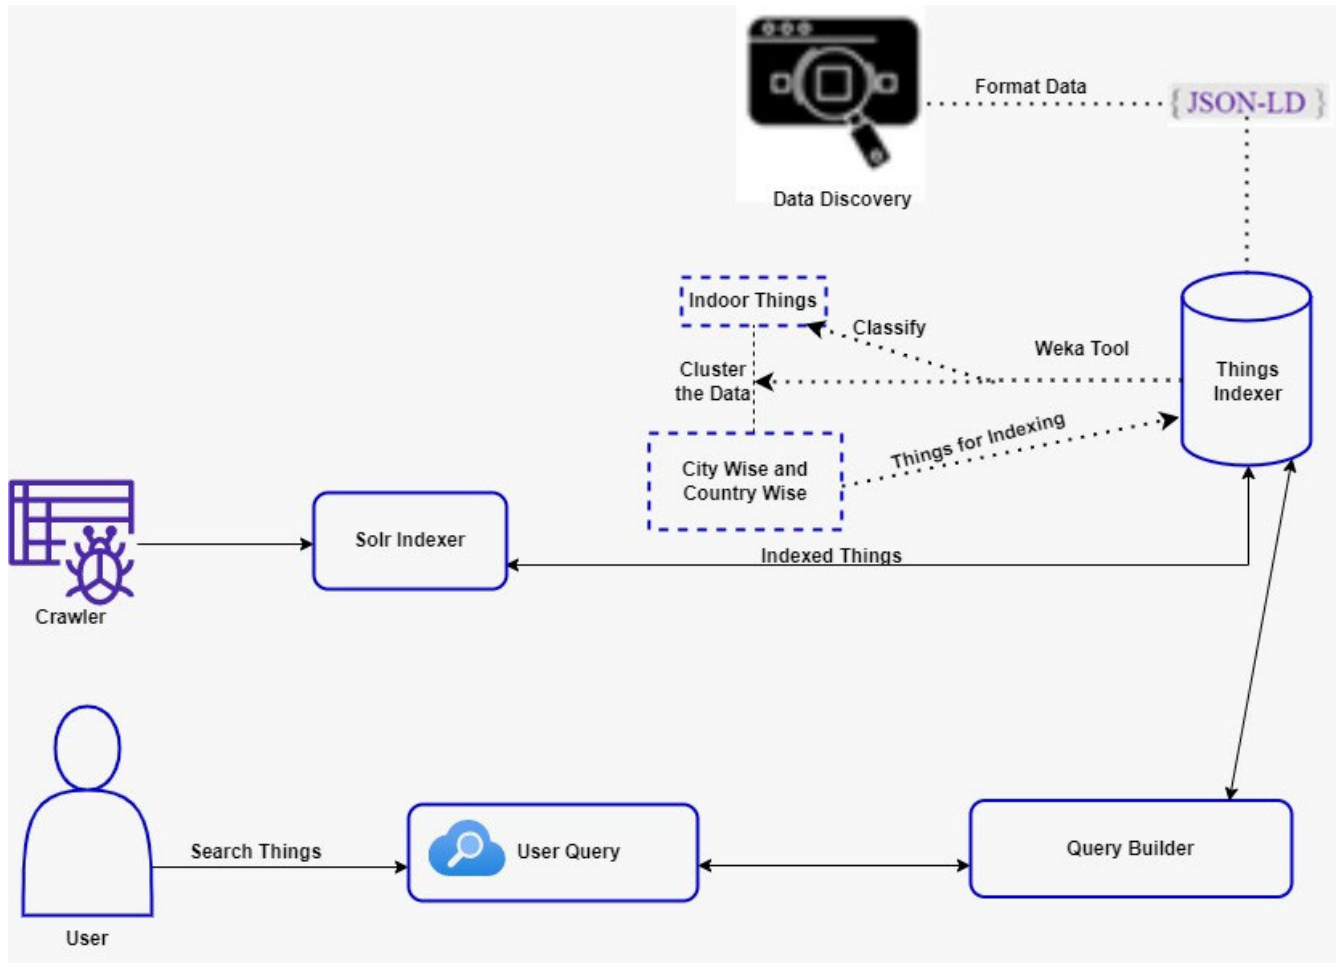 Format Data
{ JSON-LD }
Data Discovery
Indoor Things
Classify
Weka Tool
Cluster
the Data
Things
Indexer
Things for Indexing
City Wise and
Country Wise
Solr Indexer
Indexed Things
Crawler
Search Things
User Query
Query Builder
User